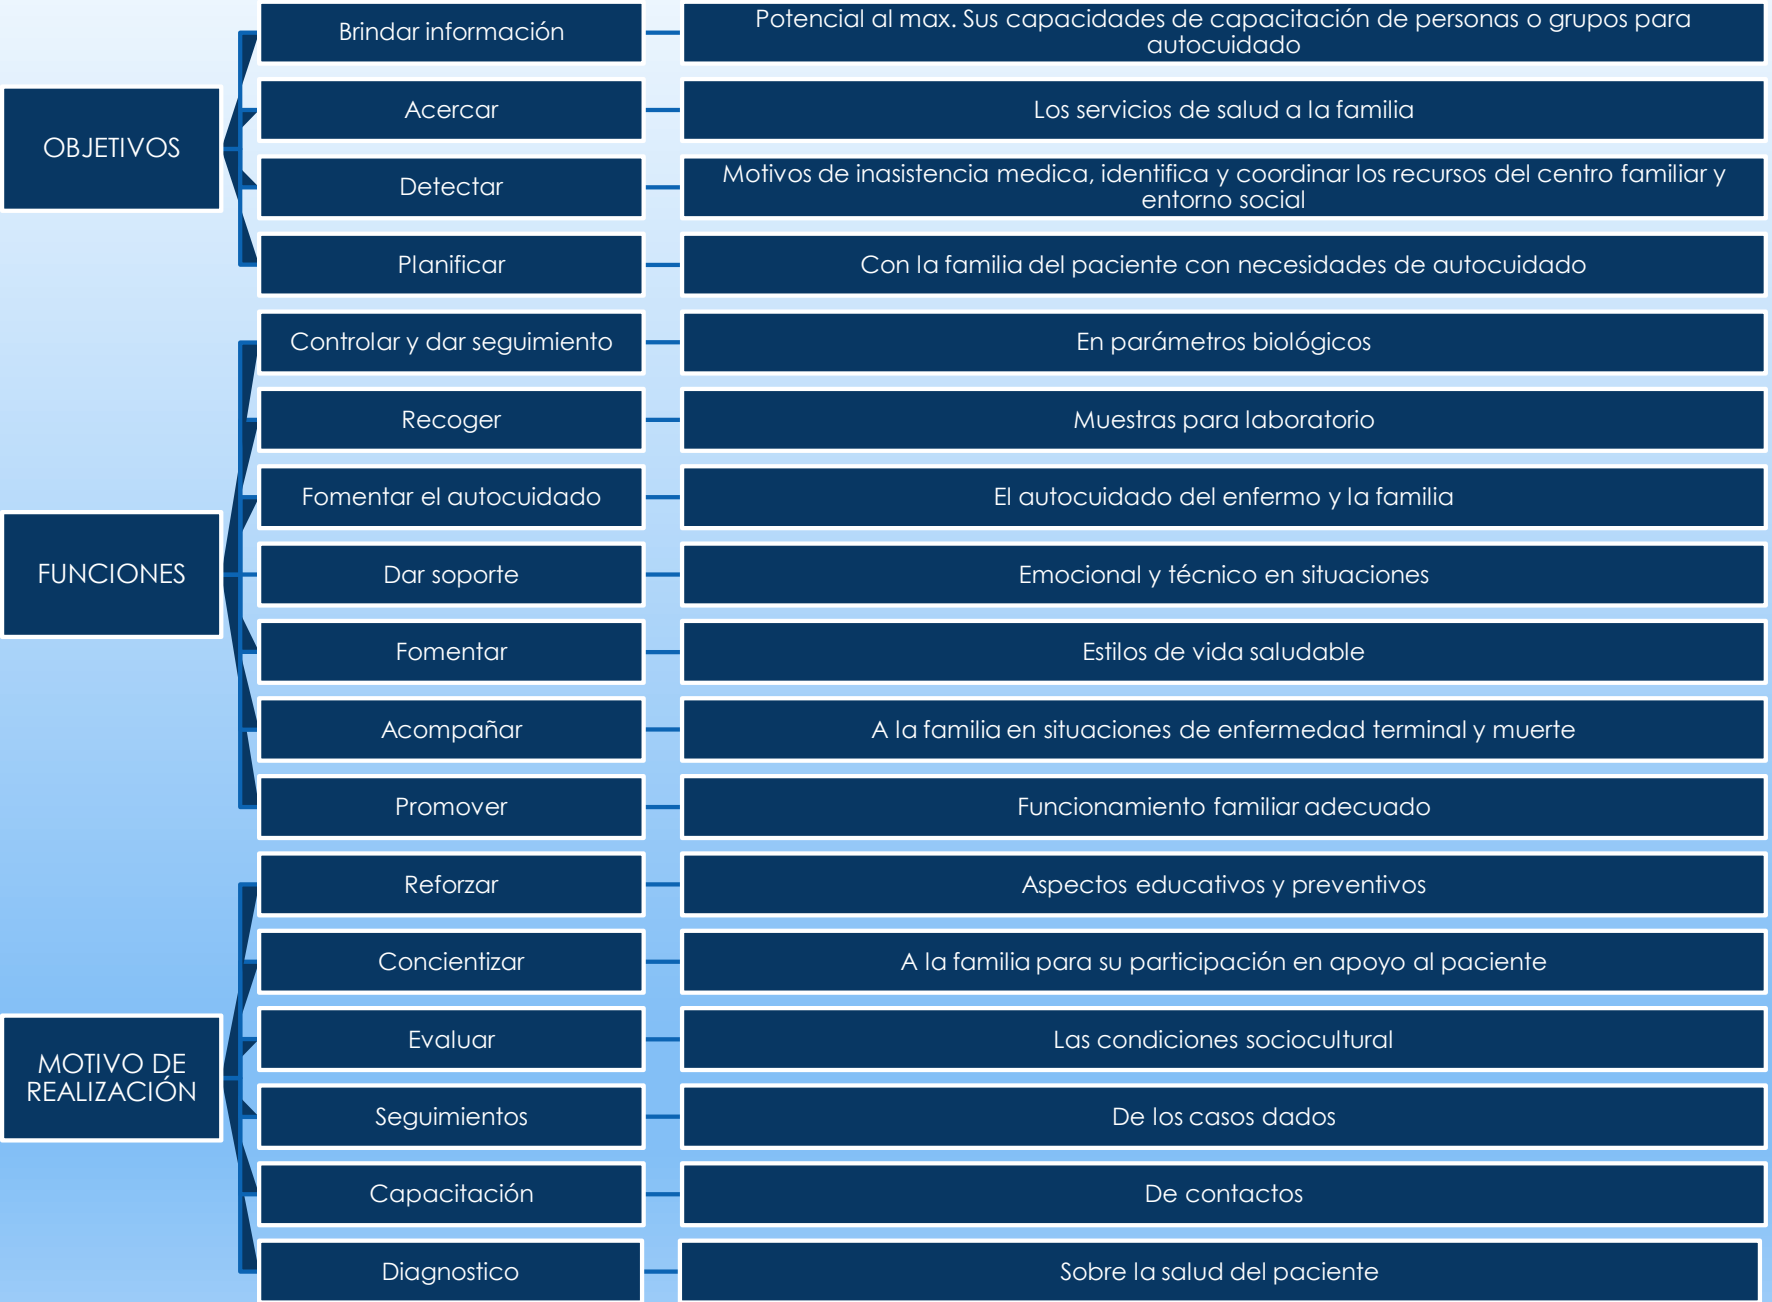 OBJETIVOS
Brindar información
Potencial al max. Sus capacidades de capacitación de personas o grupos para
autocuidado
Acercar
Los servicios de salud a la familia
Detectar
Motivos de inasistencia medica, identifica y coordinar los recursos del centro familiar y
entorno social
Planificar
Con la familia del paciente con necesidades de autocuidado
FUNCIONES
Controlar y dar seguimiento
En parámetros biológicos
Recoger
Muestras para laboratorio
Fomentar el autocuidado
El autocuidado del enfermo y la familia
Dar soporte
Emocional y técnico en situaciones
Fomentar
Estilos de vida saludable
Acompañar
A la familia en situaciones de enfermedad terminal y muerte
Promover
Funcionamiento familiar adecuado
MOTIVO DE
REALIZACIÓN
Reforzar
Aspectos educativos y preventivos
Concientizar
A la familia para su participación en apoyo al paciente
Evaluar
Las condiciones sociocultural
Seguimientos
De los casos dados
Capacitación
De contactos
Diagnostico
Sobre la salud del paciente